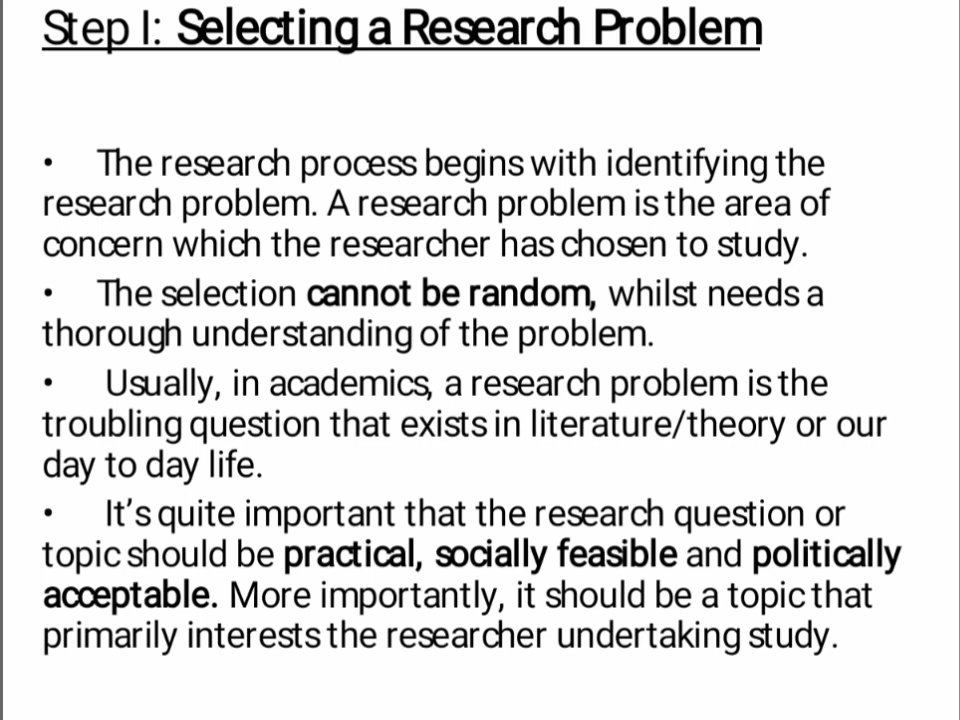 Step I: Selecting a Research Problem
• The research process begins with identifying the
research problem. A research problem is the area of
concern which the researcher has chosen to study.
• The selection cannot be random, whilst needs a
thorough understanding of the problem.
• Usually, in academics, a research problem is the
troubling question that exists in literature/theory or our
day to day life.
• It’s quite important that the research question or
topic should be practical, socially feasible and politically
acceptable. More importantly, it should be a topic that
primarily interests the researcher undertaking study.